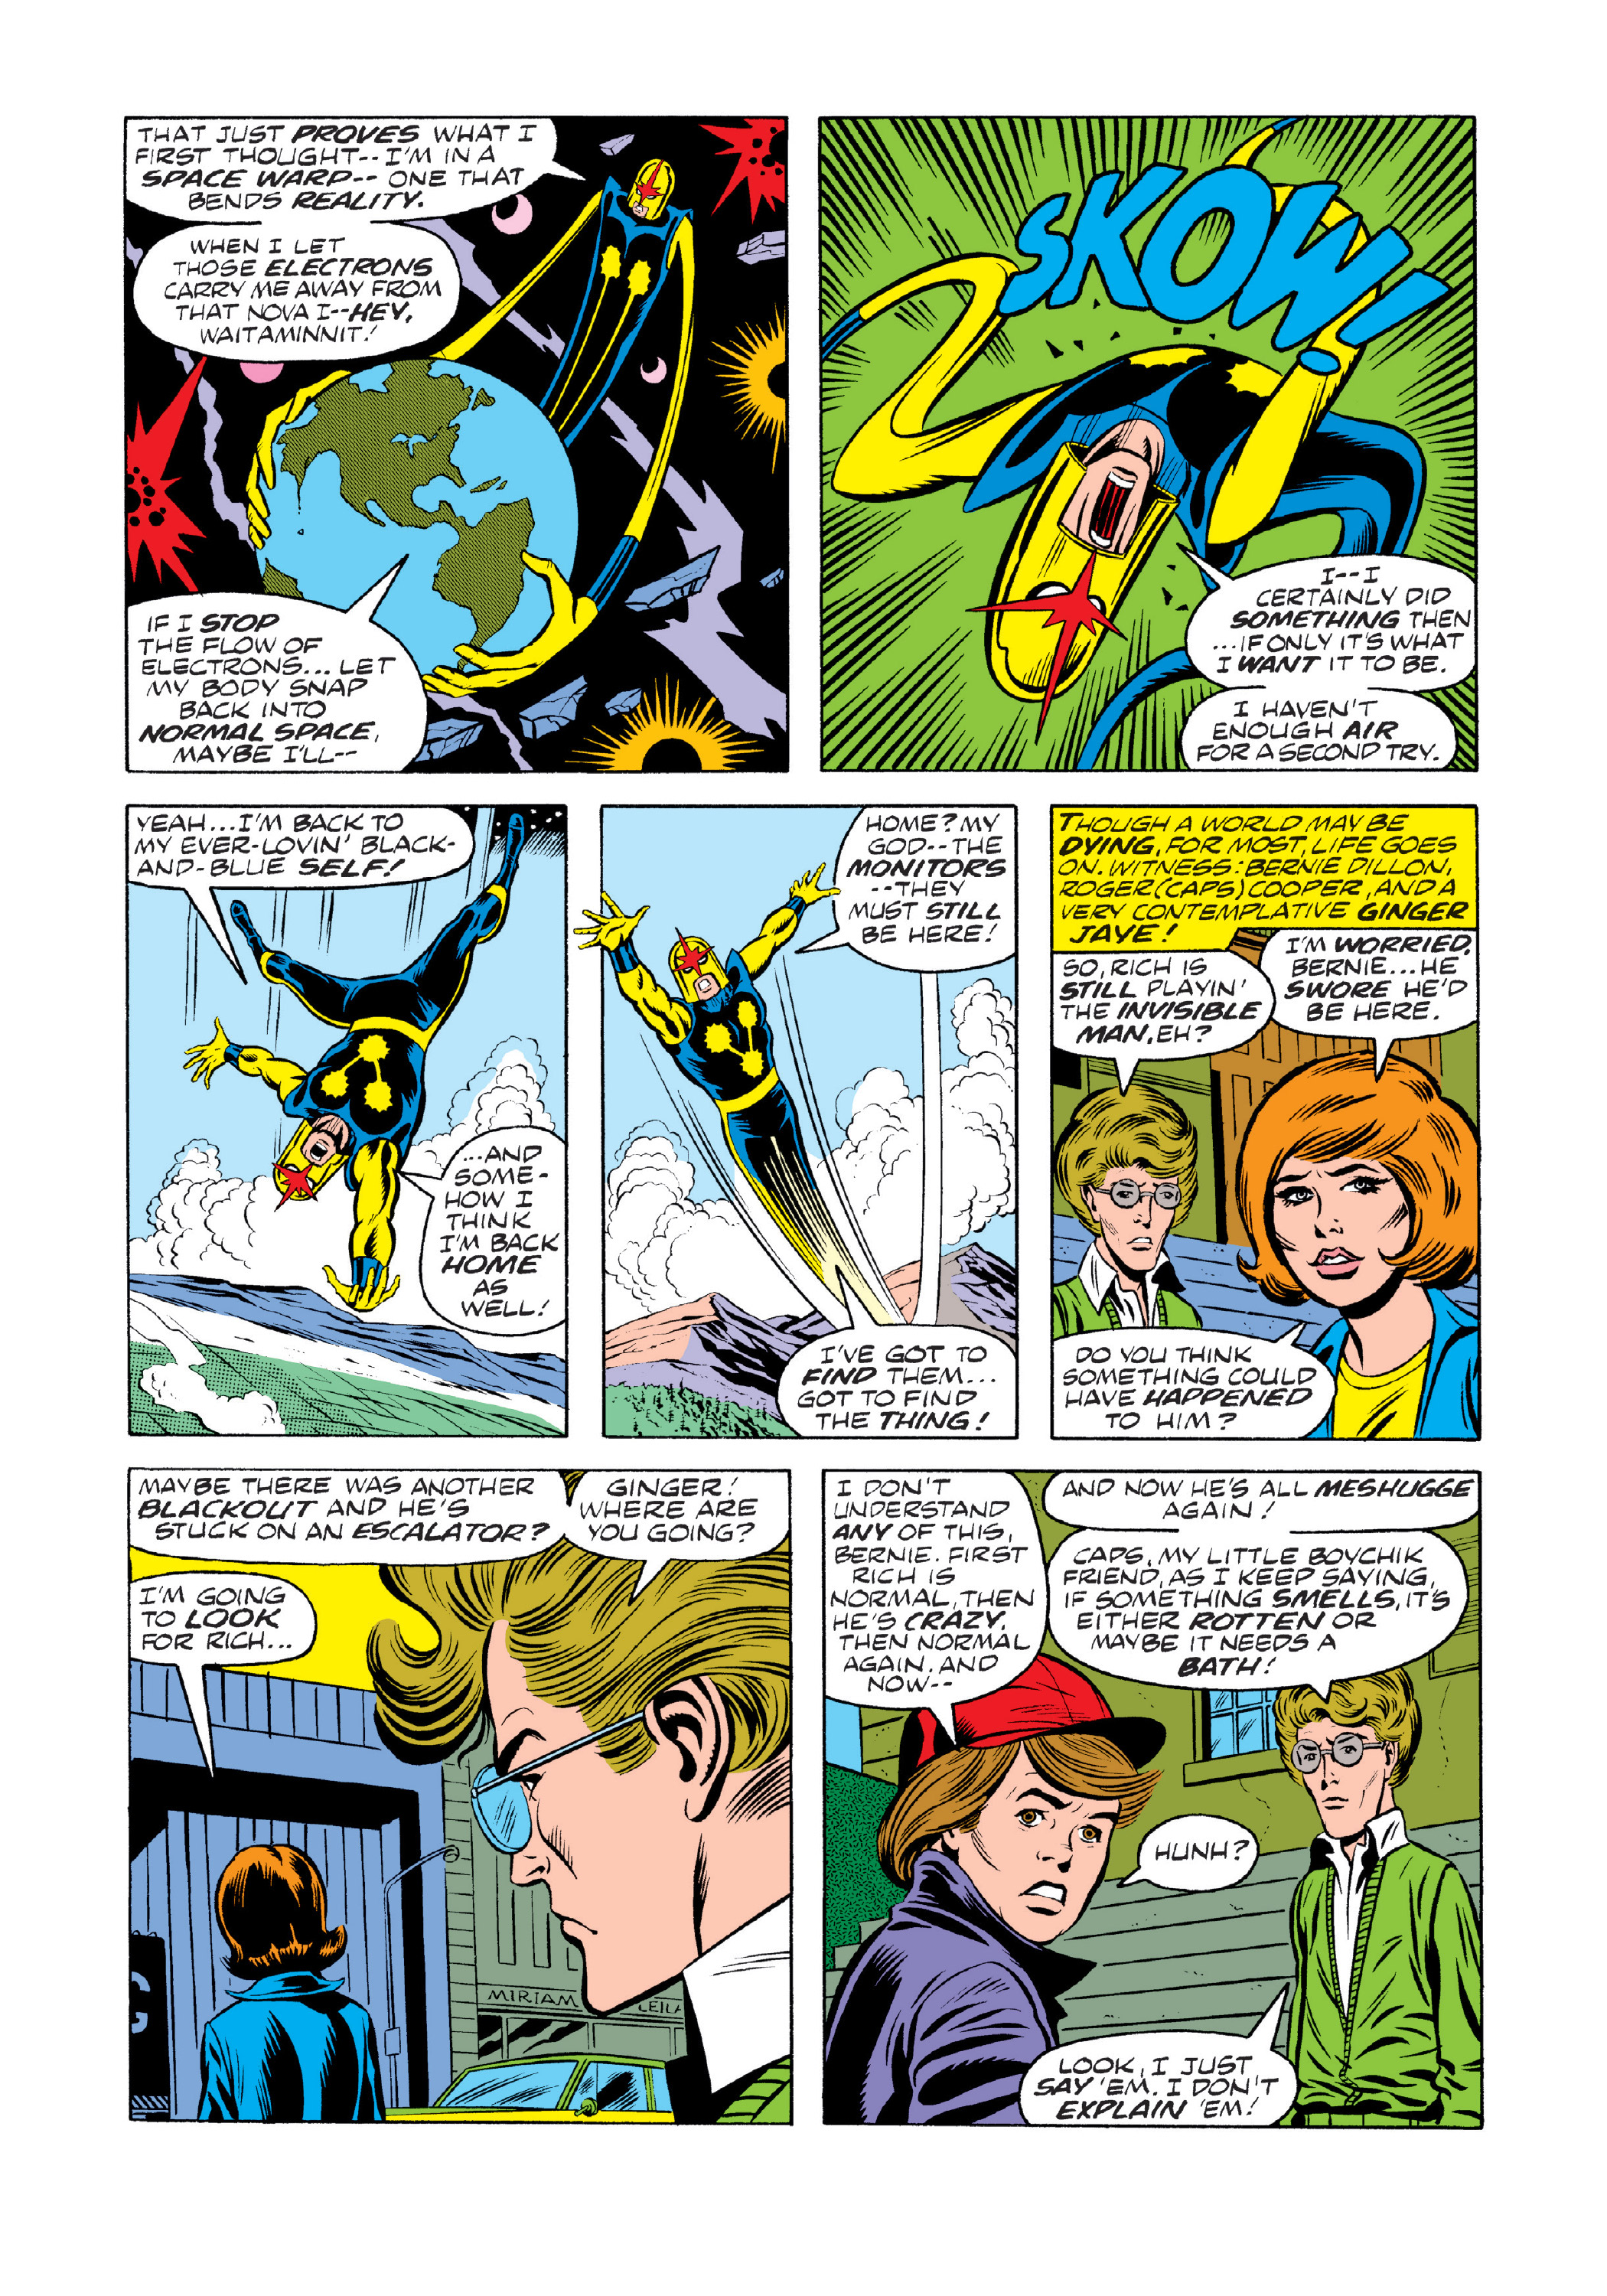 THAT JUST PROVES WHAT I
FIRST THOUGHT-- I'M IN A
SPACE WARP-- ONE THAT
BENDS REALITY.
WHEN I LET
THOSE ELECTRONS
CARRY ME AWAY FROM
THAT NOVA I--HEY,
WAITAMINNIT!
IF I STOP
THE FLOW OF
ELECTRONS... LET
MY BODY SNAP
BACK INTO
NORMAL SPACE,
MAYBE I'LL--
SKOW!
I--I
CERTAINLY DID
SOMETHING THEN
...IF ONLY IT'S WHAT
I WANT IT TO BE.
I HAVEN'T
ENOUGH AIR
FOR A SECOND TRY.
YEAH...I'M BACK TO
MY EVER-LOVIN' BLACK-
AND-BLUE SELF!
...AND
SOME-
HOW I
THINK
I'M BACK
HOME
AS
WELL!
HOME? MY
GOD--THE
MONITORS
--THEY
MUST STILL
BE HERE!
I'VE GOT TO
FIND THEM...
GOT TO FIND
THE THING!
THOUGH A WORLD MAY BE
DYING, FOR MOST, LIFE GOES
ON. WITNESS: BERNIE DILLON,
ROGER (CAPS) COOPER, AND A
VERY CONTEMPLATIVE GINGER
JAYE!
SO, RICH IS
STILL PLAYIN'
THE INVISIBLE
MAN, EH?
I'M WORRIED,
BERNIE...HE
SWORE HE'D
BE HERE.
DO YOU THINK
SOMETHING COULD
HAVE HAPPENED
TO HIM?
MAYBE THERE WAS ANOTHER
BLACKOUT AND HE'S
STUCK ON AN ESCALATOR?
GINGER!
WHERE ARE
YOU GOING?
I'M GOING
TO LOOK
FOR RICH...
G
MIRIAM
LEILA
I DON'T
UNDERSTAND
ANY OF THIS,
BERNIE. FIRST
RICH IS
NORMAL, THEN
HE'S CRAZY.
THEN NORMAL
AGAIN. AND
NOW--
AND NOW HE'S ALL MESHUGGE
AGAIN!
CAPS, MY LITTLE BOYCHIK
FRIEND, AS I KEEP SAYING,
IF SOMETHING SMELLS, IT'S
EITHER ROTTEN OR
MAYBE IT NEEDS A
BATH!
HUNH?
LOOK, I JUST
SAY 'EM. I DON'T
EXPLAIN 'EM!